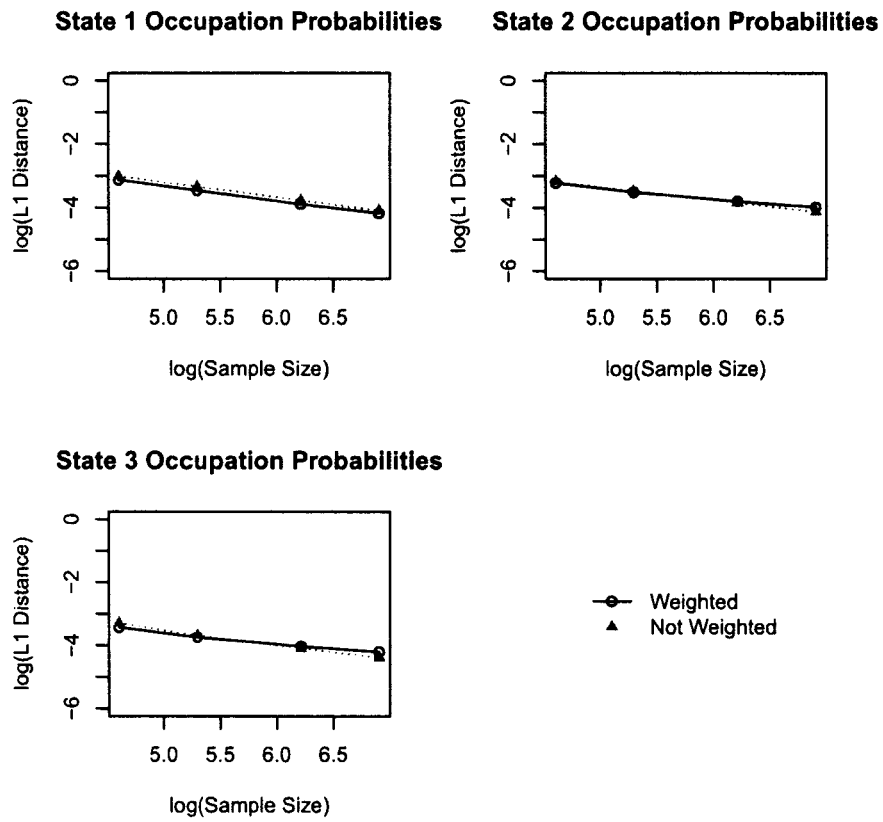 State 1 Occupation Probabilities
log(L1 Distance)
0
−2
−4
−6
5.0 5.5 6.0 6.5
log(Sample Size)
State 2 Occupation Probabilities
log(L1 Distance)
0
−2
−4
−6
5.0 5.5 6.0 6.5
log(Sample Size)
State 3 Occupation Probabilities
log(L1 Distance)
0
−2
−4
−6
5.0 5.5 6.0 6.5
log(Sample Size)
Weighted
Not Weighted